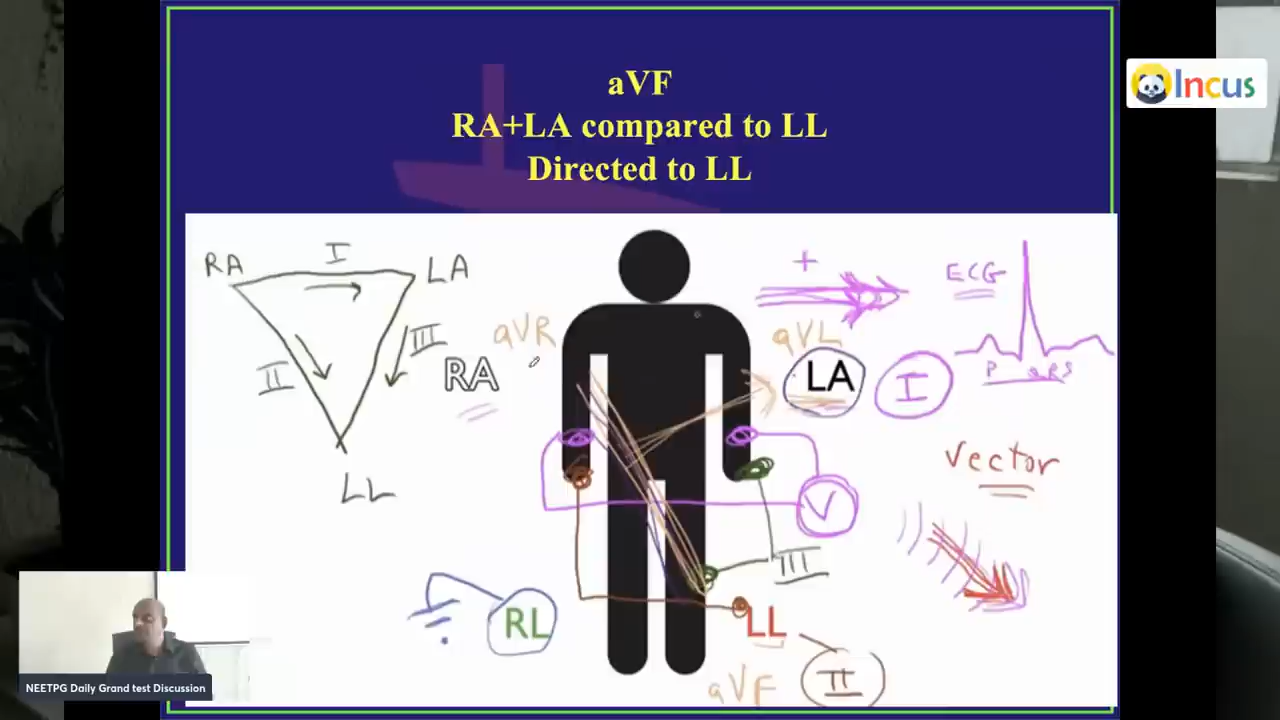 aVF
RA+LA compared to LL
Directed to LL
Incus
RA
I
LA
II
III
LL
aVR
RA
+
aVL
LA
I
ECG
P QRS
vector
V
III
RL
LL
II
aVF
NEETPG Daily Grand test Discussion